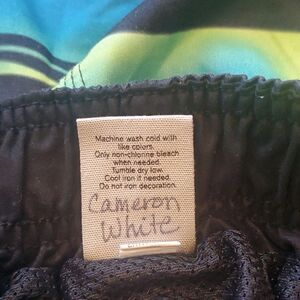 Machine wash cold with
like colors.
Only non-chlorine bleach
when needed.
Tumble dry low.
Cool iron if needed.
Do not iron decoration.
Cameron
White